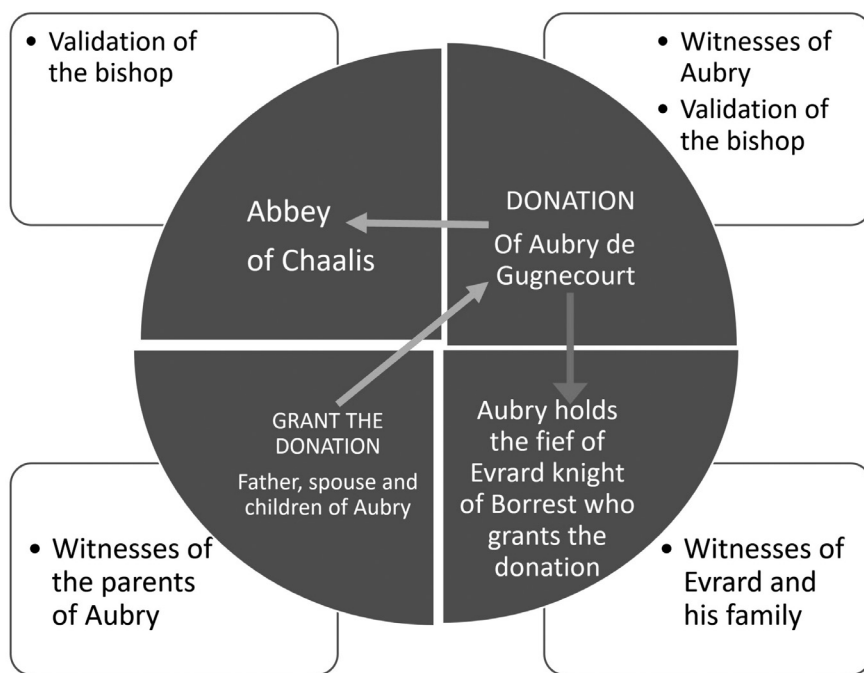 • Validation of
the bishop
• Witnesses of
Aubry
• Validation of
the bishop
Abbey
of Chaalis
DONATION
Of Aubry de
Gugnecourt
GRANT THE
DONATION
Father, spouse and
children of Aubry
Aubry holds
the fief of
Evrard knight
of Borrest who
grants the
donation
• Witnesses of
the parents
of Aubry
• Witnesses of
Evrard and
his family